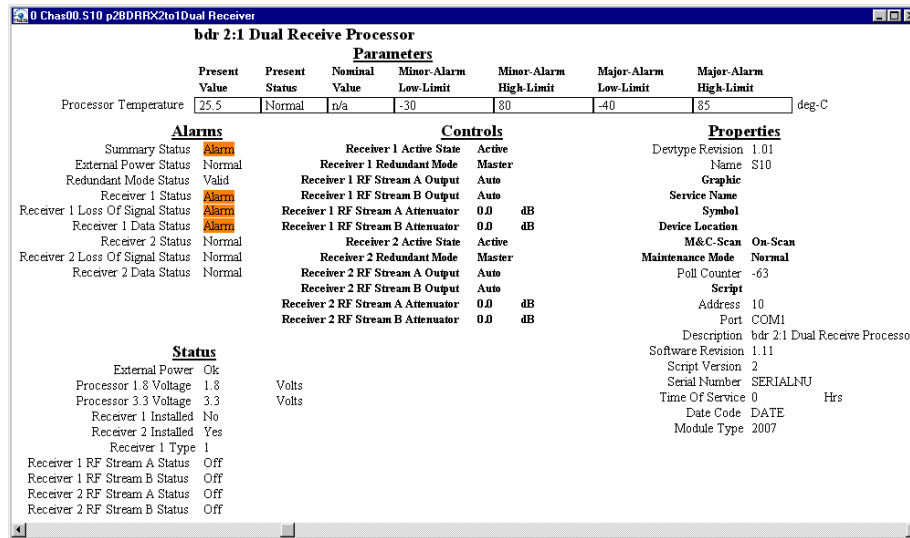 0 Chas00.S10 p2BDRRX2to1Dual Receiver
bdr 2:1 Dual Receive Processor
Parameters
Present Present Nominal Minor-Alarm Minor-Alarm Major-Alarm Major-Alarm
Value Status Value Low-Limit High-Limit Low-Limit High-Limit
Processor Temperature 25.5 Normal n/a -30 80 -40 85 deg-C
Alarms
Summary Status Alarm
External Power Status Normal
Redundant Mode Status Valid
Receiver 1 Status Alarm
Receiver 1 Loss Of Signal Status Alarm
Receiver 1 Data Status Alarm
Receiver 2 Status Normal
Receiver 2 Loss Of Signal Status Normal
Receiver 2 Data Status Normal
Controls
Receiver 1 Active State Active
Receiver 1 Redundant Mode Master
Receiver 1 RF Stream A Output Auto
Receiver 1 RF Stream B Output Auto
Receiver 1 RF Stream A Attenuator 0.0 dB
Receiver 1 RF Stream B Attenuator 0.0 dB
Receiver 2 Active State Active
Receiver 2 Redundant Mode Master
Receiver 2 RF Stream A Output Auto
Receiver 2 RF Stream B Output Auto
Receiver 2 RF Stream A Attenuator 0.0 dB
Receiver 2 RF Stream B Attenuator 0.0 dB
Properties
Devtype Revision 1.01
Name S10
Graphic
Service Name
Symbol
Device Location
M&C-Scan On-Scan
Maintenance Mode Normal
Poll Counter -63
Script
Address 10
Port COM1
Description bdr 2:1 Dual Receive Processo
Software Revision 1.11
Script Version 2
Serial Number SERIALNU
Time Of Service 0 Hrs
Date Code DATE
Module Type 2007
Status
External Power Ok
Processor 1.8 Voltage 1.8 Volts
Processor 3.3 Voltage 3.3 Volts
Receiver 1 Installed No
Receiver 2 Installed Yes
Receiver 1 Type 1
Receiver 1 RF Stream A Status Off
Receiver 1 RF Stream B Status Off
Receiver 2 RF Stream A Status Off
Receiver 2 RF Stream B Status Off